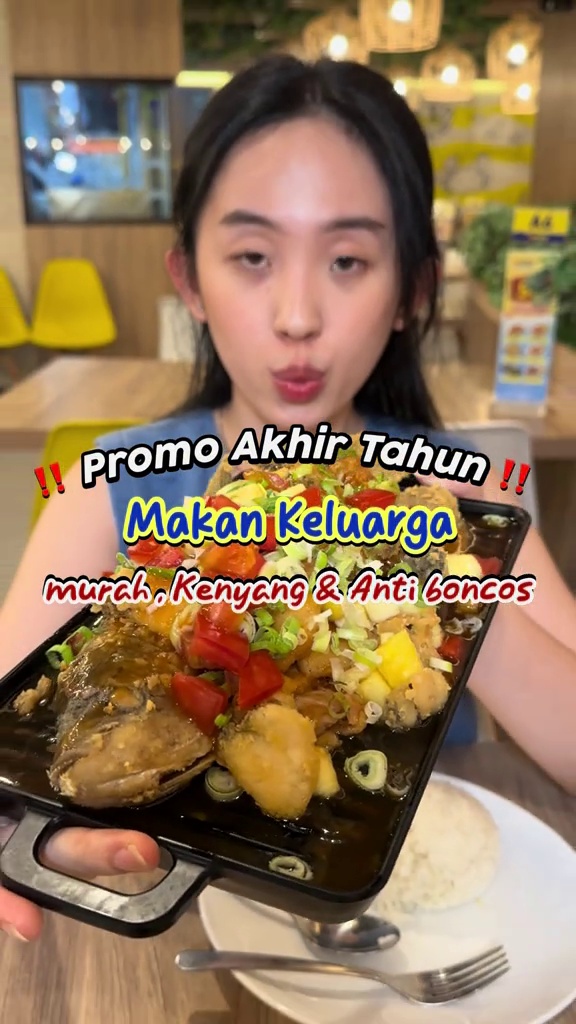 ‼ Promo Akhir Tahun ‼
Makan Keluarga
murah, Kenyang & Anti boncos